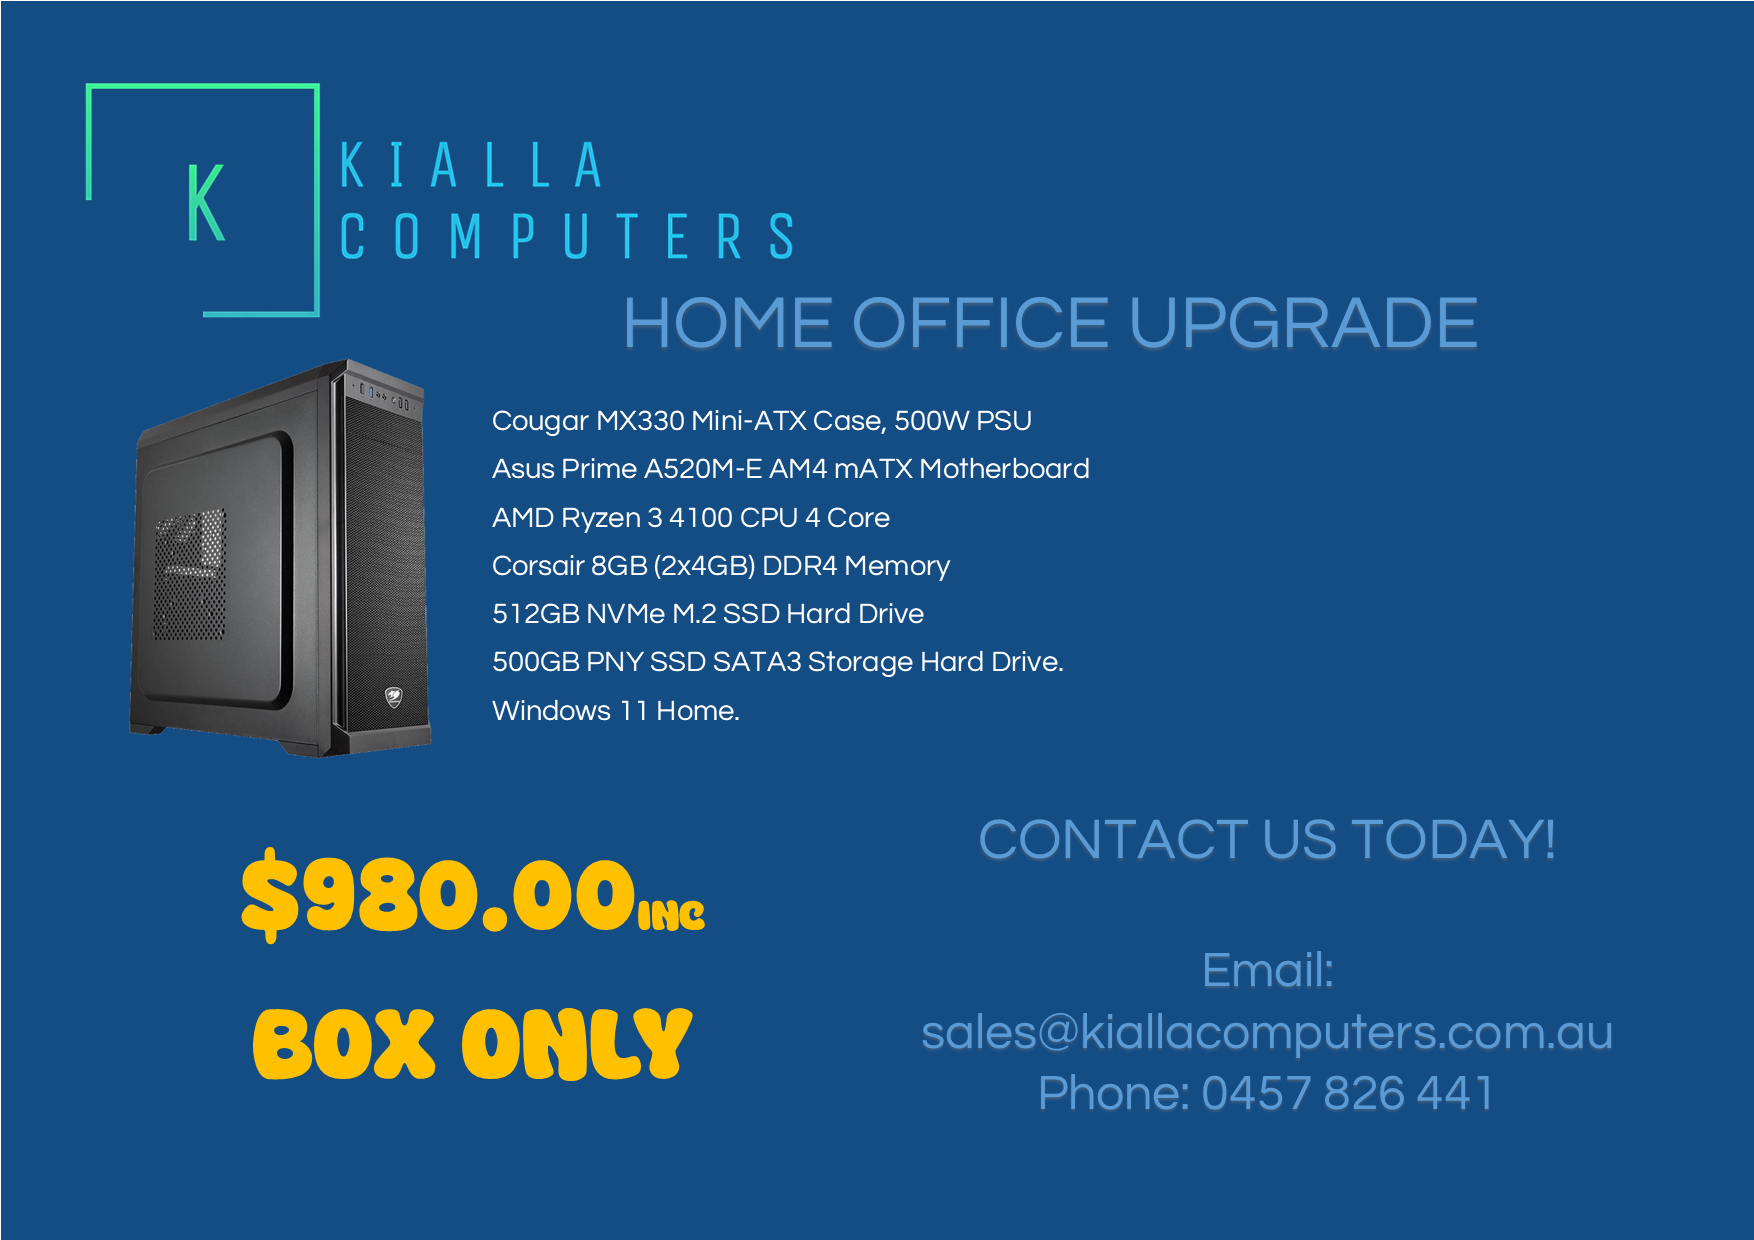 K
KIALLA
COMPUTERS
HOME OFFICE UPGRADE
Cougar MX330 Mini-ATX Case, 500W PSU
Asus Prime A520M-E AM4 mATX Motherboard
AMD Ryzen 3 4100 CPU 4 Core
Corsair 8GB (2x4GB) DDR4 Memory
512GB NVMe M.2 SSD Hard Drive
500GB PNY SSD SATA3 Storage Hard Drive.
Windows 11 Home.
$980.00INC
BOX ONLY
CONTACT US TODAY!
Email:
sales@kiallacomputers.com.au
Phone: 0457 826 441